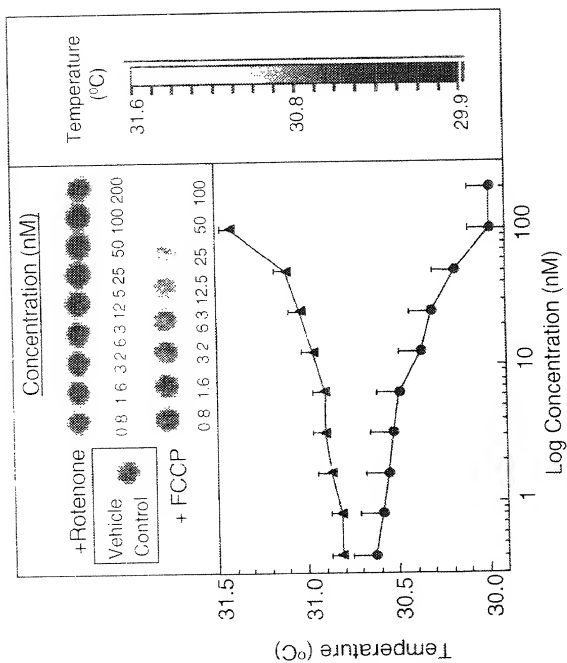 Concentration (nM)
+Rotenone
0 8 1 6 3 2 6 3 12 5 25 50 100 200
Vehicle
Control
+ FCCP
0 8 1.6 3 2 6 3 12.5 25 50 100
Temperature
(⁰C)
31.6
30.8
29.9
31.5
31.0
30.5
30.0
Temperature (⁰C)
1
10
100
Log Concentration (nM)